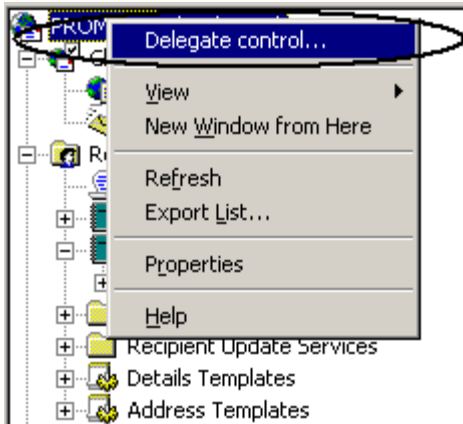 Delegate control...
View
New Window from Here
Refresh
Export List...
Properties
Help
Recipient Update Services
Details Templates
Address Templates